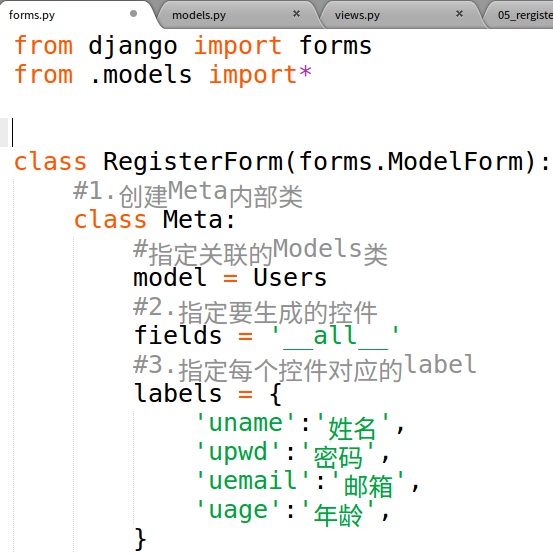 forms.py models.py × views.py × 05_rergiste
from django import forms
from .models import*
class RegisterForm(forms.ModelForm):
#1.创建Meta内部类
class Meta:
#指定关联的Models类
model = Users
#2.指定要生成的控件
fields = '__all__'
#3.指定每个控件对应的label
labels = {
'uname':'姓名',
'upwd':'密码',
'uemail':'邮箱',
'uage':'年龄',
}